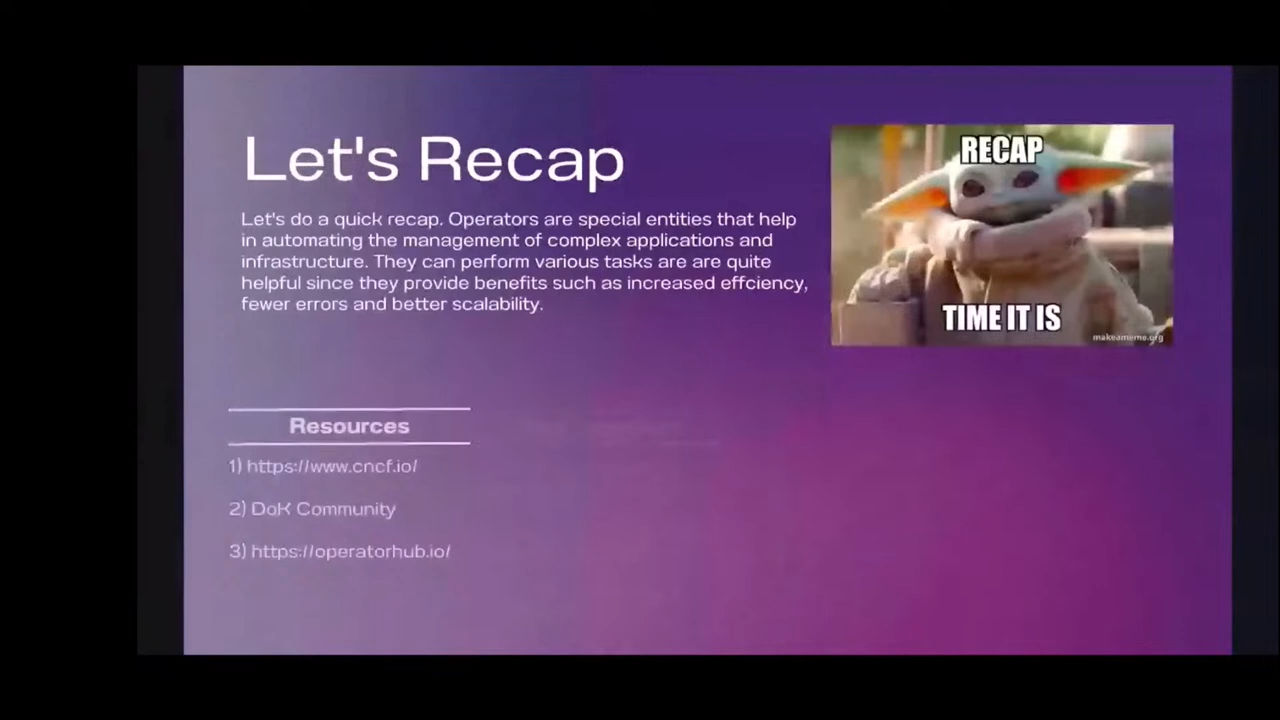 Let's Recap
Let's do a quick recap. Operators are special entities that help
in automating the management of complex applications and
infrastructure. They can perform various tasks are are quite
helpful since they provide benefits such as increased effciency,
fewer errors and better scalability.
RECAP
TIME IT IS
makeameme.org
Resources
1) https://www.cncf.io/
2) DoK Community
3) https://operatorhub.io/